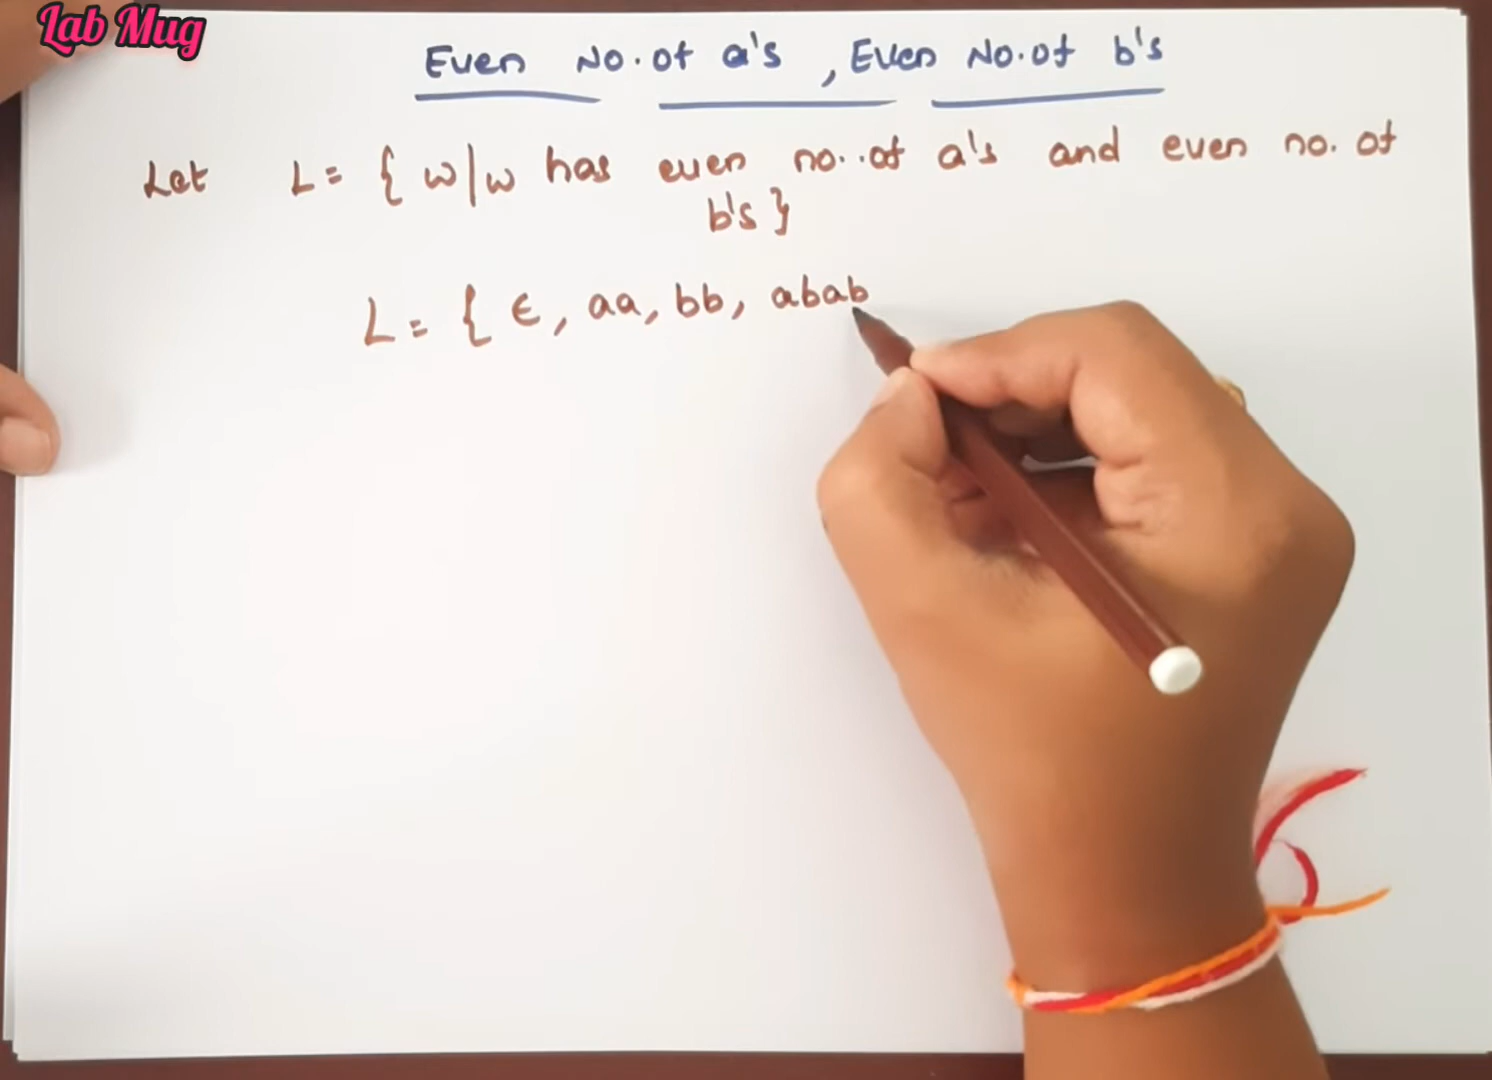 Lab Mug
Even No. of a's, Even No. of b's
Let L = { w|w has even no. of a's and even no. of
b's }
L = { ϵ, aa, bb, abab